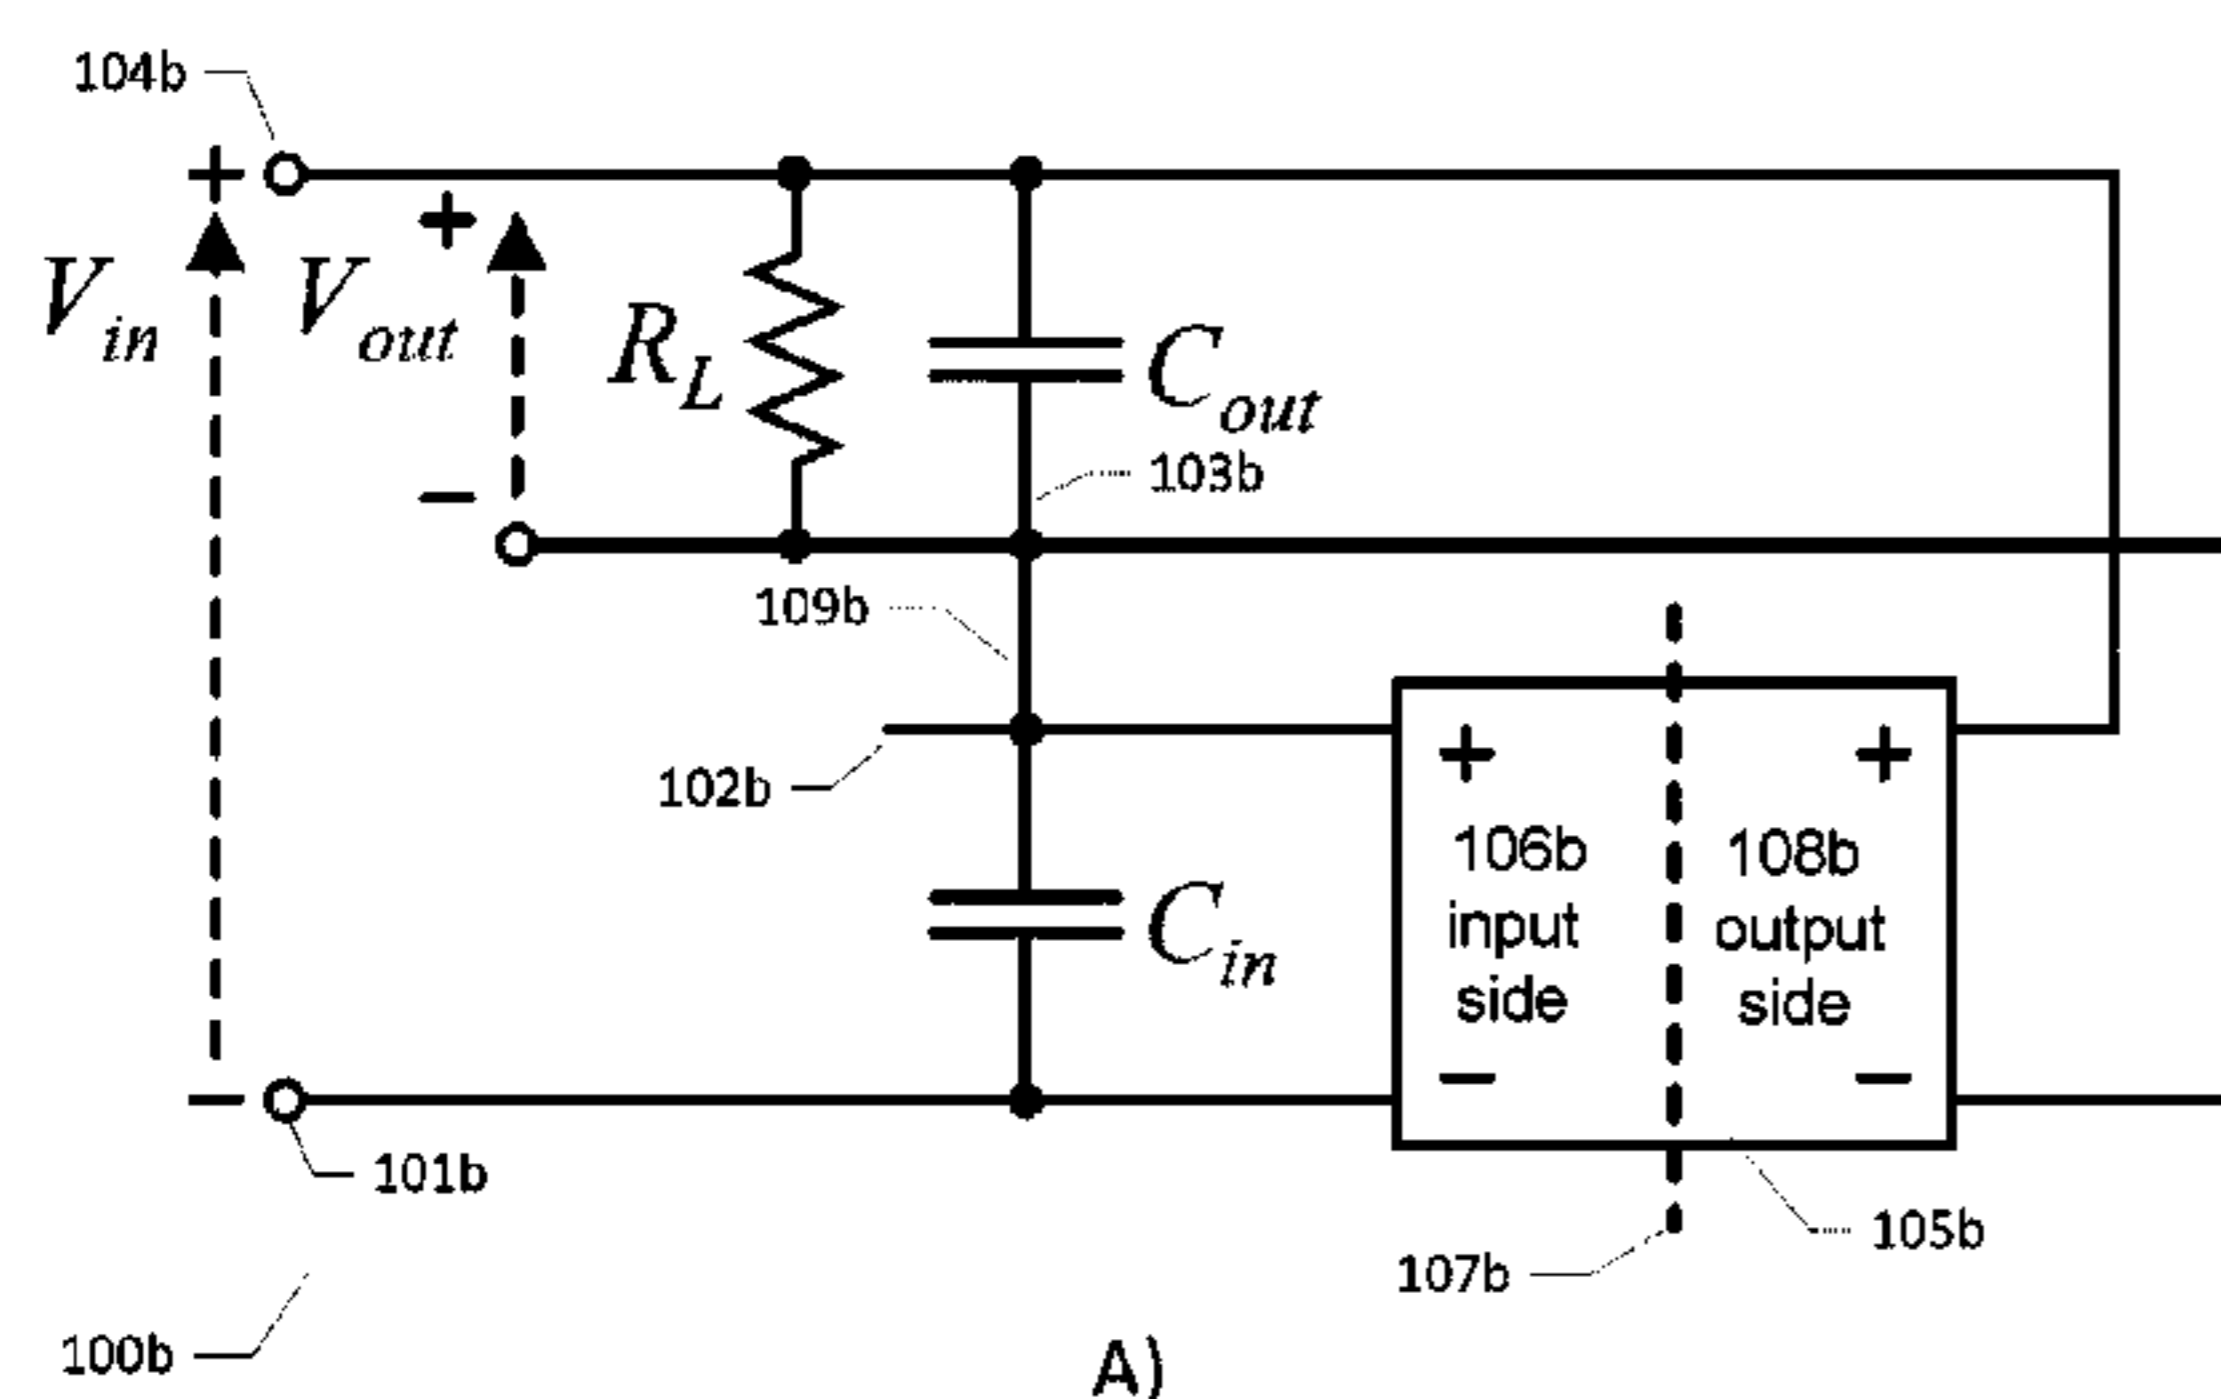 104b
+
+
V_in
V_out
R_L
C_out
103b
−
109b
102b
+
+
106b
input
side
108b
output
side
C_in
−
−
−
101b
105b
107b
100b
A)